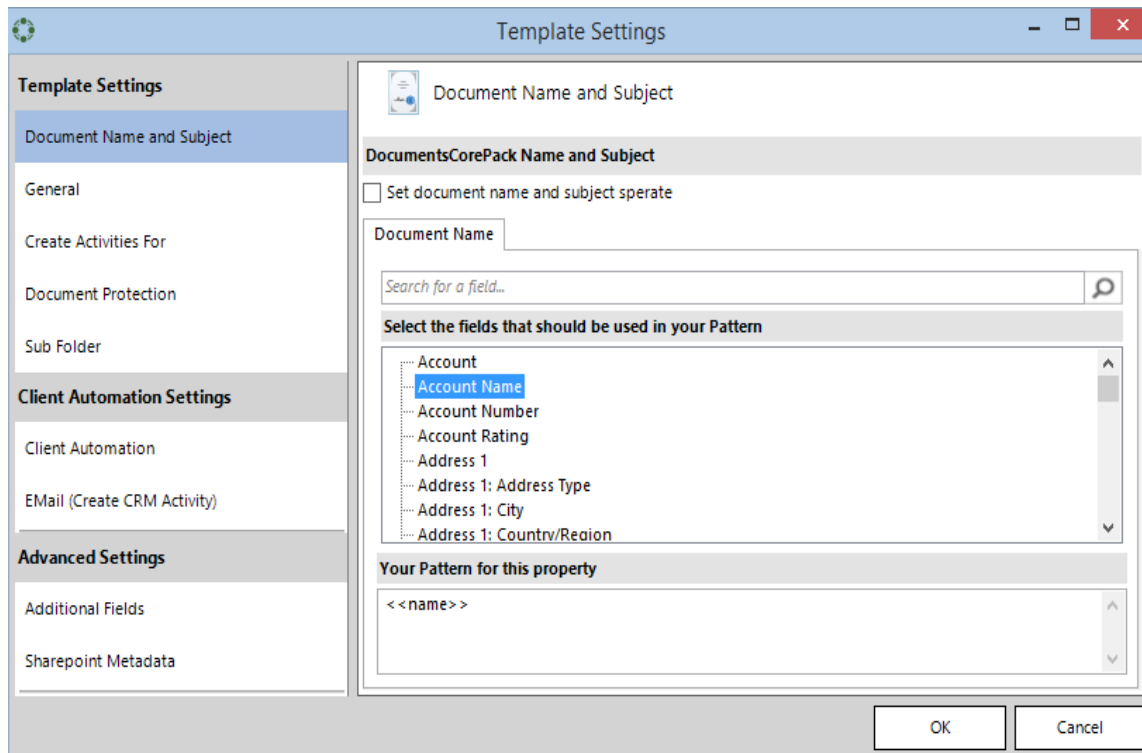 Template Settings
Template Settings
Document Name and Subject
General
Create Activities For
Document Protection
Sub Folder
Client Automation Settings
Client Automation
EMail (Create CRM Activity)
Advanced Settings
Additional Fields
Sharepoint Metadata
Document Name and Subject
DocumentsCorePack Name and Subject
Set document name and subject sperate
Document Name
Search for a field...
Select the fields that should be used in your Pattern
Account
Account Name
Account Number
Account Rating
Address 1
Address 1: Address Type
Address 1: City
Address 1: Country/Region
Your Pattern for this property
<<name>>
OK
Cancel